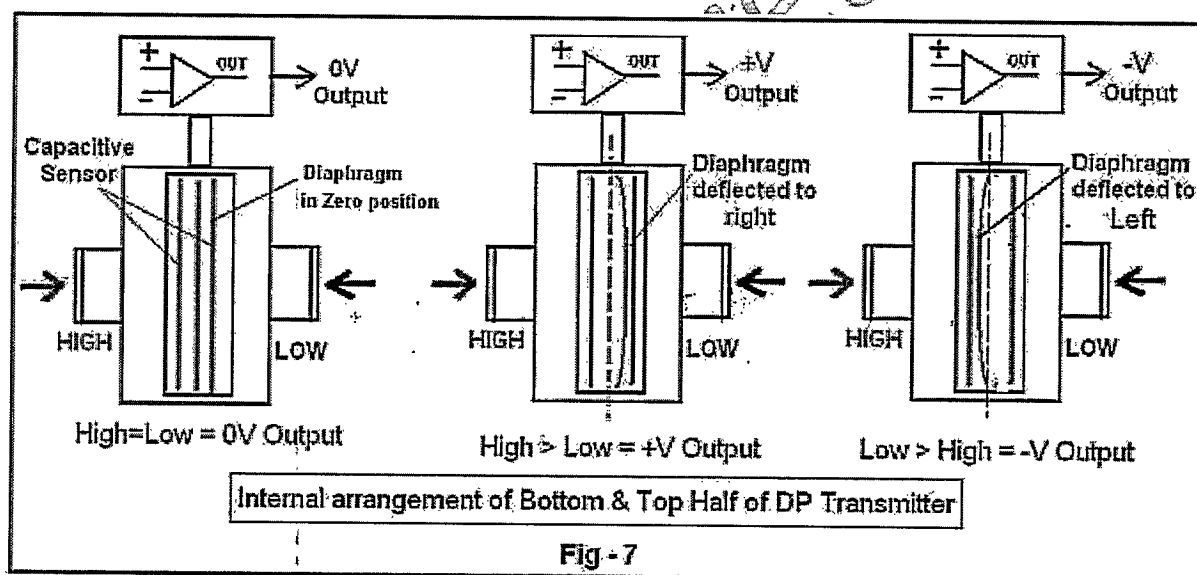 +
-
OUT
0V
Output
Capacitive
Sensor
Diaphragm
in Zero position
HIGH
LOW
High=Low = 0V Output
+
-
OUT
+V
Output
Diaphragm
deflected to
right
HIGH
LOW
High > Low = +V Output
+
-
OUT
-V
Output
Diaphragm
deflected to
Left
HIGH
LOW
Low > High = -V Output
Internal arrangement of Bottom & Top Half of DP Transmitter
Fig - 7